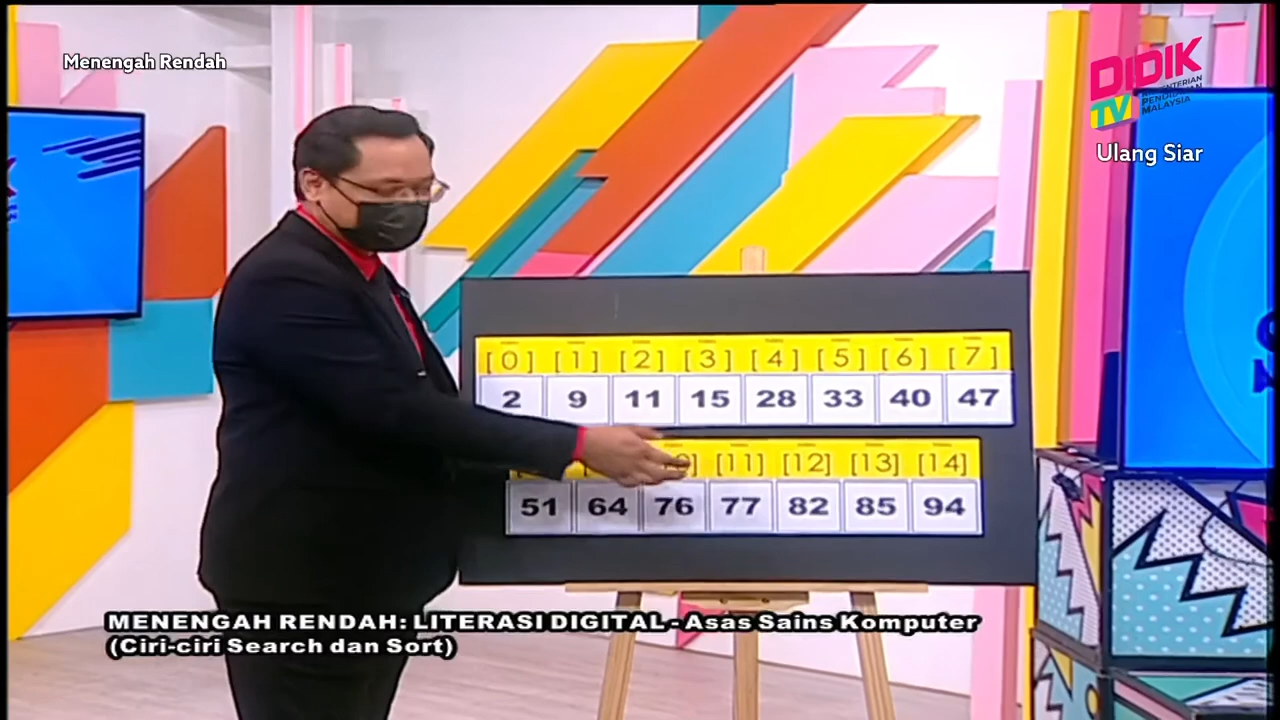 Menengah Rendah
DIDIK
TV
KEMENTERIAN
PENDIDIKAN
MALAYSIA
Ulang Siar
[0] [1] [2] [3] [4] [5] [6] [7]
2 9 11 15 28 33 40 47
[11] [12] [13] [14]
51 64 76 77 82 85 94
MENENGAH RENDAH: LITERASI DIGITAL - Asas Sains Komputer
(Ciri-ciri Search dan Sort)